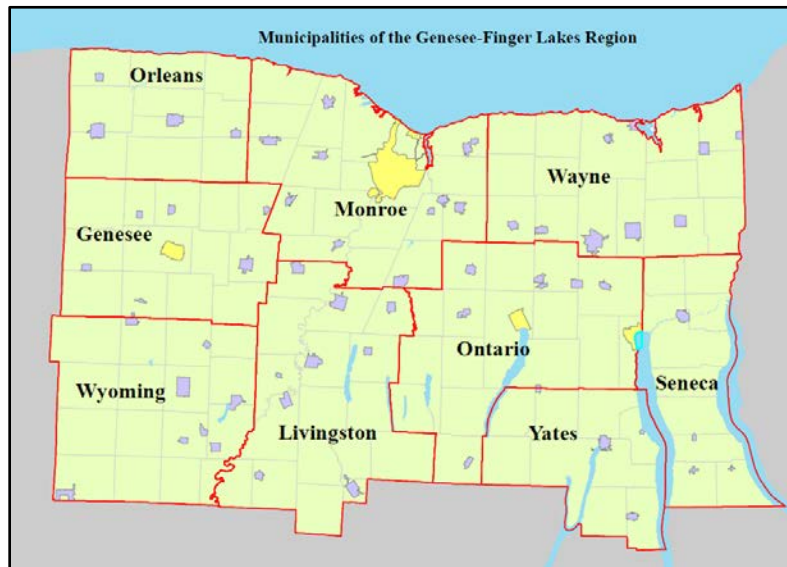 Municipalities of the Genesee-Finger Lakes Region
Orleans
Wayne
Monroe
Genesee
Ontario
Seneca
Wyoming
Livingston
Yates